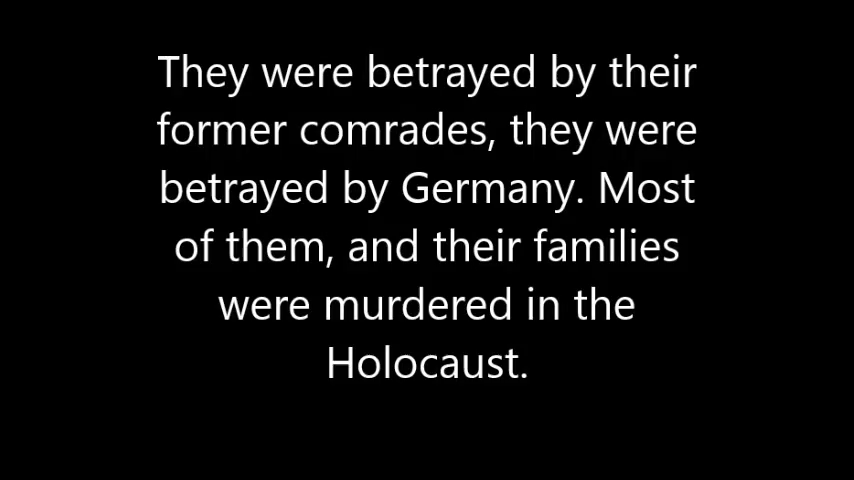 They were betrayed by their
former comrades, they were
betrayed by Germany. Most
of them, and their families
were murdered in the
Holocaust.